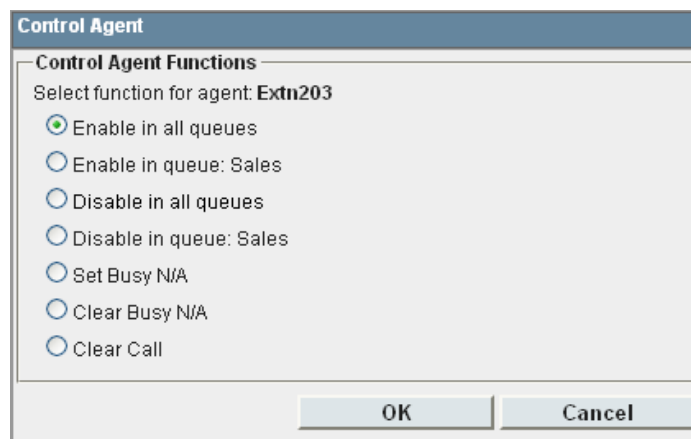 Control Agent
Control Agent Functions
Select function for agent: Extn203
Enable in all queues
Enable in queue: Sales
Disable in all queues
Disable in queue: Sales
Set Busy N/A
Clear Busy N/A
Clear Call
OK Cancel